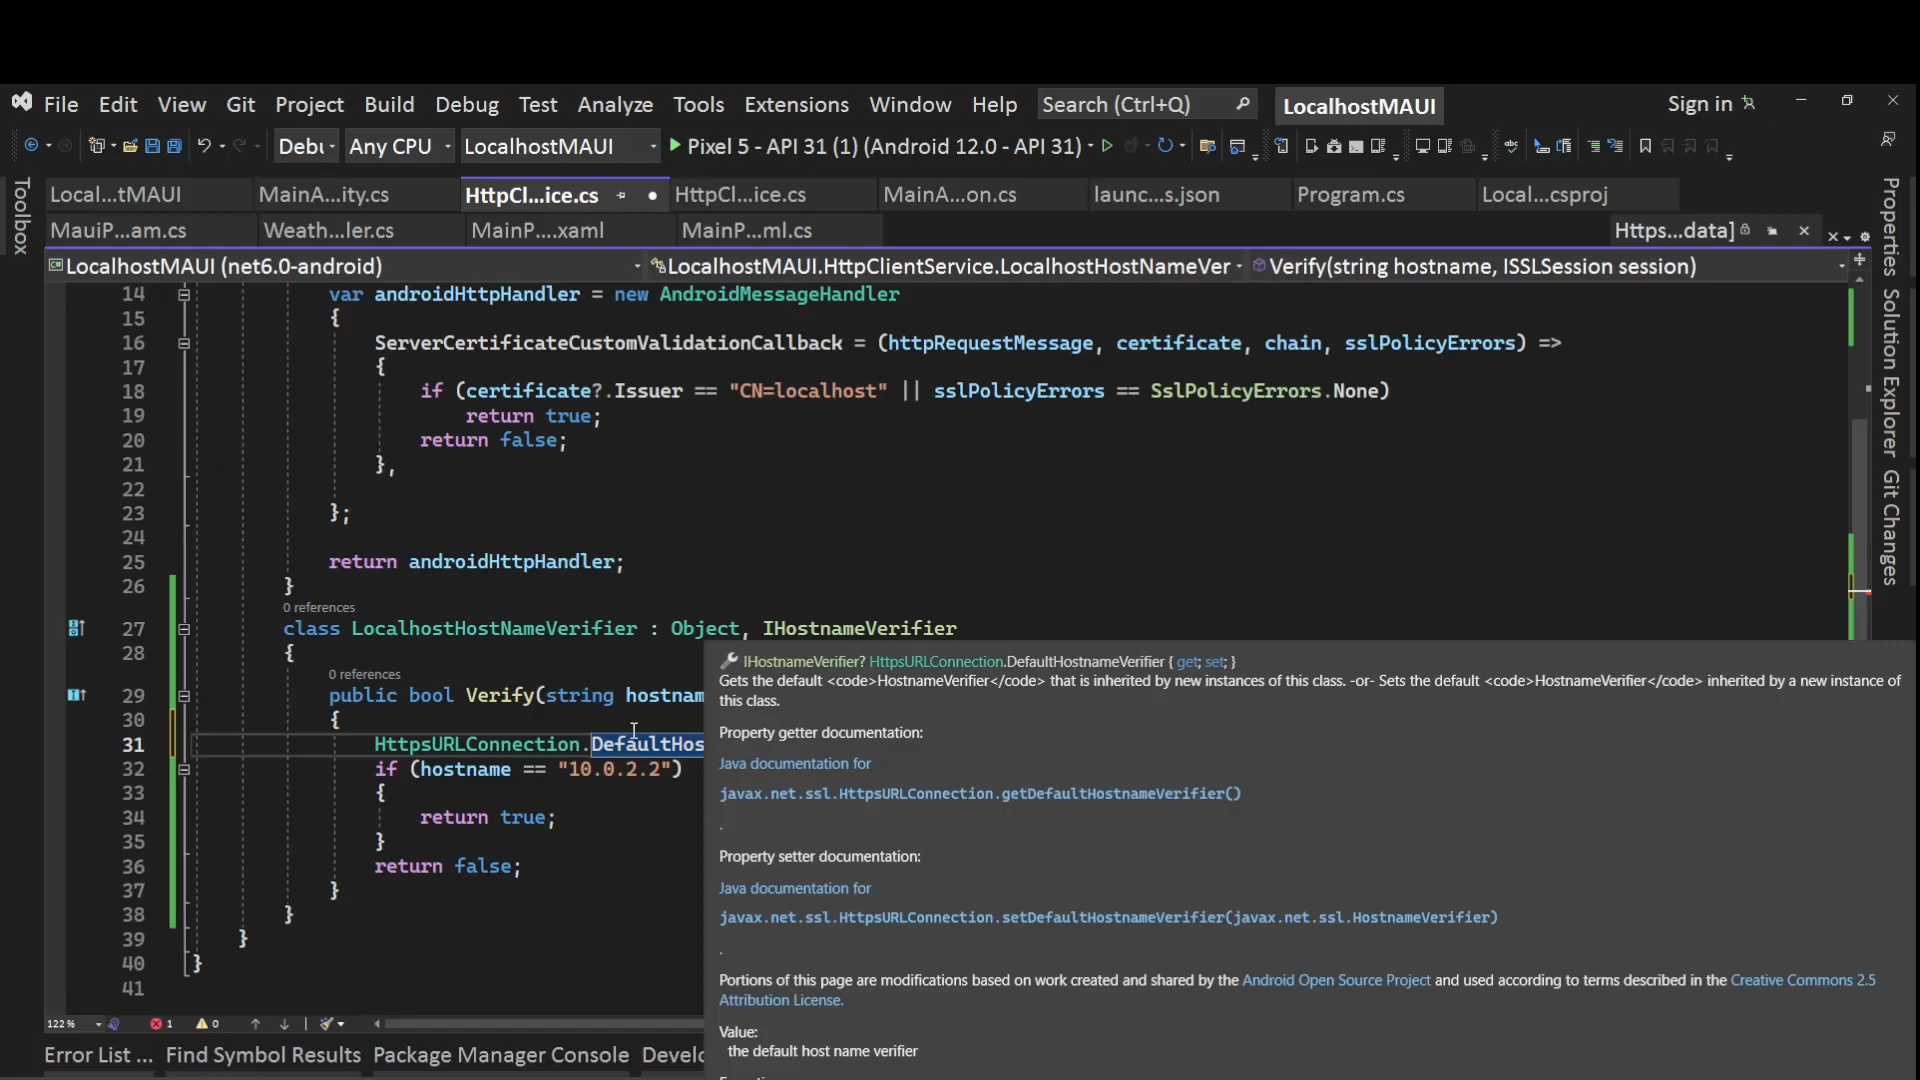 File Edit View Git Project Build Debug Test Analyze Tools Extensions Window Help Search (Ctrl+Q) LocalhostMAUI Sign in
Debu Any CPU LocalhostMAUI Pixel 5 - API 31 (1) (Android 12.0 - API 31)
Toolbox
Local...tMAUI MainA...ity.cs HttpCl...ice.cs HttpCl...ice.cs MainA...on.cs launc...s.json Program.cs Local...csproj
MauiP...am.cs Weath...ler.cs MainP....xaml MainP...ml.cs Https...data]
LocalhostMAUI (net6.0-android) LocalhostMAUI.HttpClientService.LocalhostHostNameVer Verify(string hostname, ISSLSession session)
Properties
Solution Explorer
Git Changes
14 var androidHttpHandler = new AndroidMessageHandler
15 {
16 ServerCertificateCustomValidationCallback = (httpRequestMessage, certificate, chain, sslPolicyErrors) =>
17 {
18 if (certificate?.Issuer == "CN=localhost" || sslPolicyErrors == SslPolicyErrors.None)
19 return true;
20 return false;
21 },
22
23 };
24
25 return androidHttpHandler;
26 }
0 references
27 class LocalhostHostNameVerifier : Object, IHostnameVerifier
28 {
0 references
29 public bool Verify(string hostnam
30 {
31 HttpsURLConnection.DefaultHos
32 if (hostname == "10.0.2.2")
33 {
34 return true;
35 }
36 return false;
37 }
38 }
39 }
40 }
41
IHostnameVerifier? HttpsURLConnection.DefaultHostnameVerifier { get; set; }
Gets the default <code>HostnameVerifier</code> that is inherited by new instances of this class. -or- Sets the default <code>HostnameVerifier</code> inherited by a new instance of
this class.
Property getter documentation:
Java documentation for
javax.net.ssl.HttpsURLConnection.getDefaultHostnameVerifier()
.
Property setter documentation:
Java documentation for
javax.net.ssl.HttpsURLConnection.setDefaultHostnameVerifier(javax.net.ssl.HostnameVerifier)
.
Portions of this page are modifications based on work created and shared by the Android Open Source Project and used according to terms described in the Creative Commons 2.5
Attribution License.
Value:
the default host name verifier
122 % 1 0
Error List ... Find Symbol Results Package Manager Console Develo